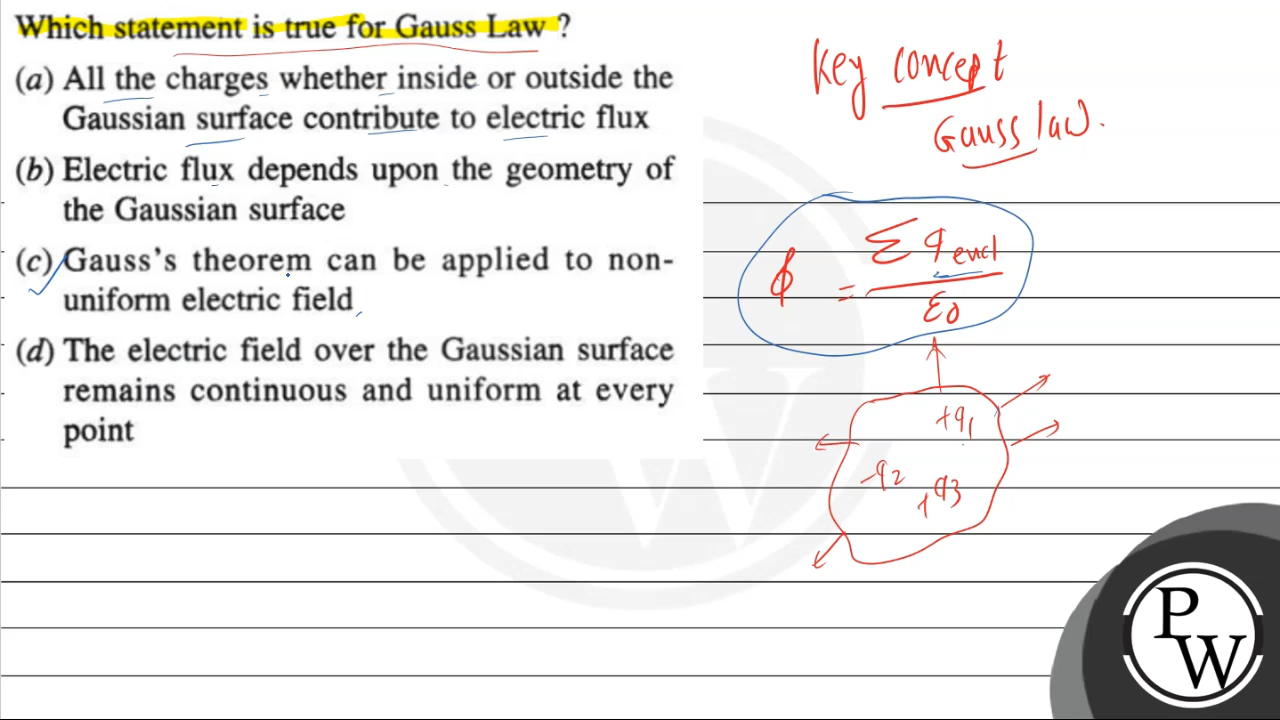 Which statement is true for Gauss Law ?
(a) All the charges whether inside or outside the
Gaussian surface contribute to electric flux
(b) Electric flux depends upon the geometry of
the Gaussian surface
(c) Gauss's theorem can be applied to non-
uniform electric field
(d) The electric field over the Gaussian surface
remains continuous and uniform at every
point
Key concept
Gauss law.
ϕ = Σ q encl
ε0
+q1
-q2
+q3
P
W